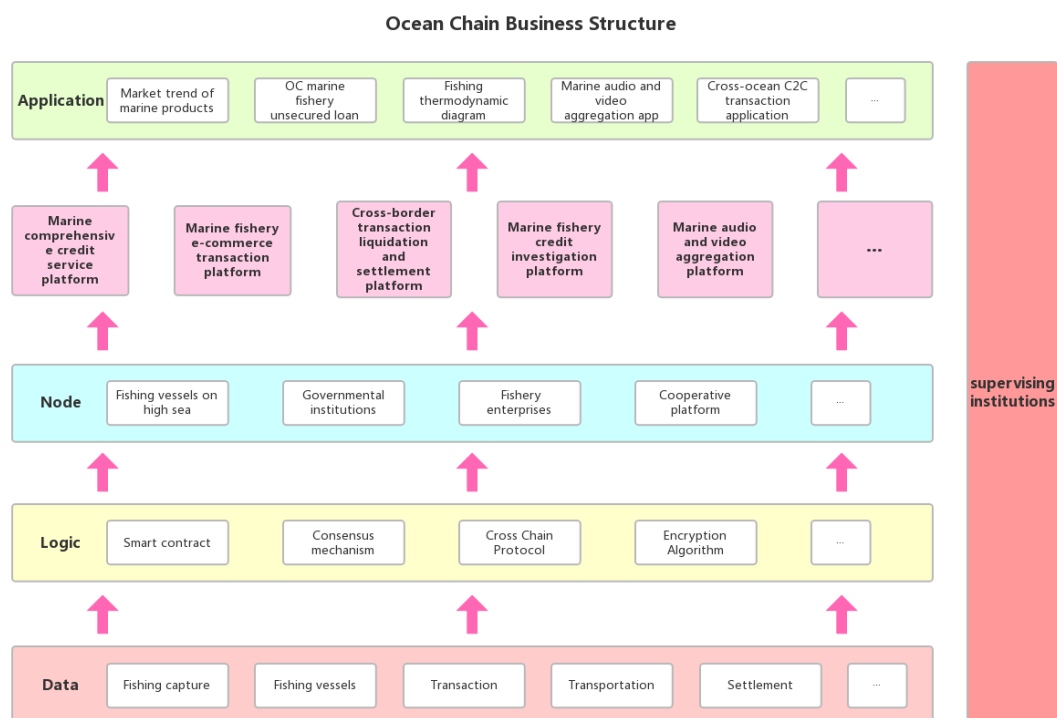 Ocean Chain Business Structure
Application
Market trend of
marine products
OC marine
fishery
unsecured loan
Fishing
thermodynamic
diagram
Marine audio and
video
aggregation app
Cross-ocean C2C
transaction
application
...
Marine
comprehensiv
e credit
service
platform
Marine fishery
e-commerce
transaction
platform
Cross-border
transaction
liquidation
and
settlement
platform
Marine fishery
credit
investigation
platform
Marine audio
and video
aggregation
platform
...
Node
Fishing vessels on
high sea
Governmental
institutions
Fishery
enterprises
Cooperative
platform
...
supervising
institutions
Logic
Smart contract
Consensus
mechanism
Cross Chain
Protocol
Encryption
Algorithm
...
Data
Fishing capture
Fishing vessels
Transaction
Transportation
Settlement
...